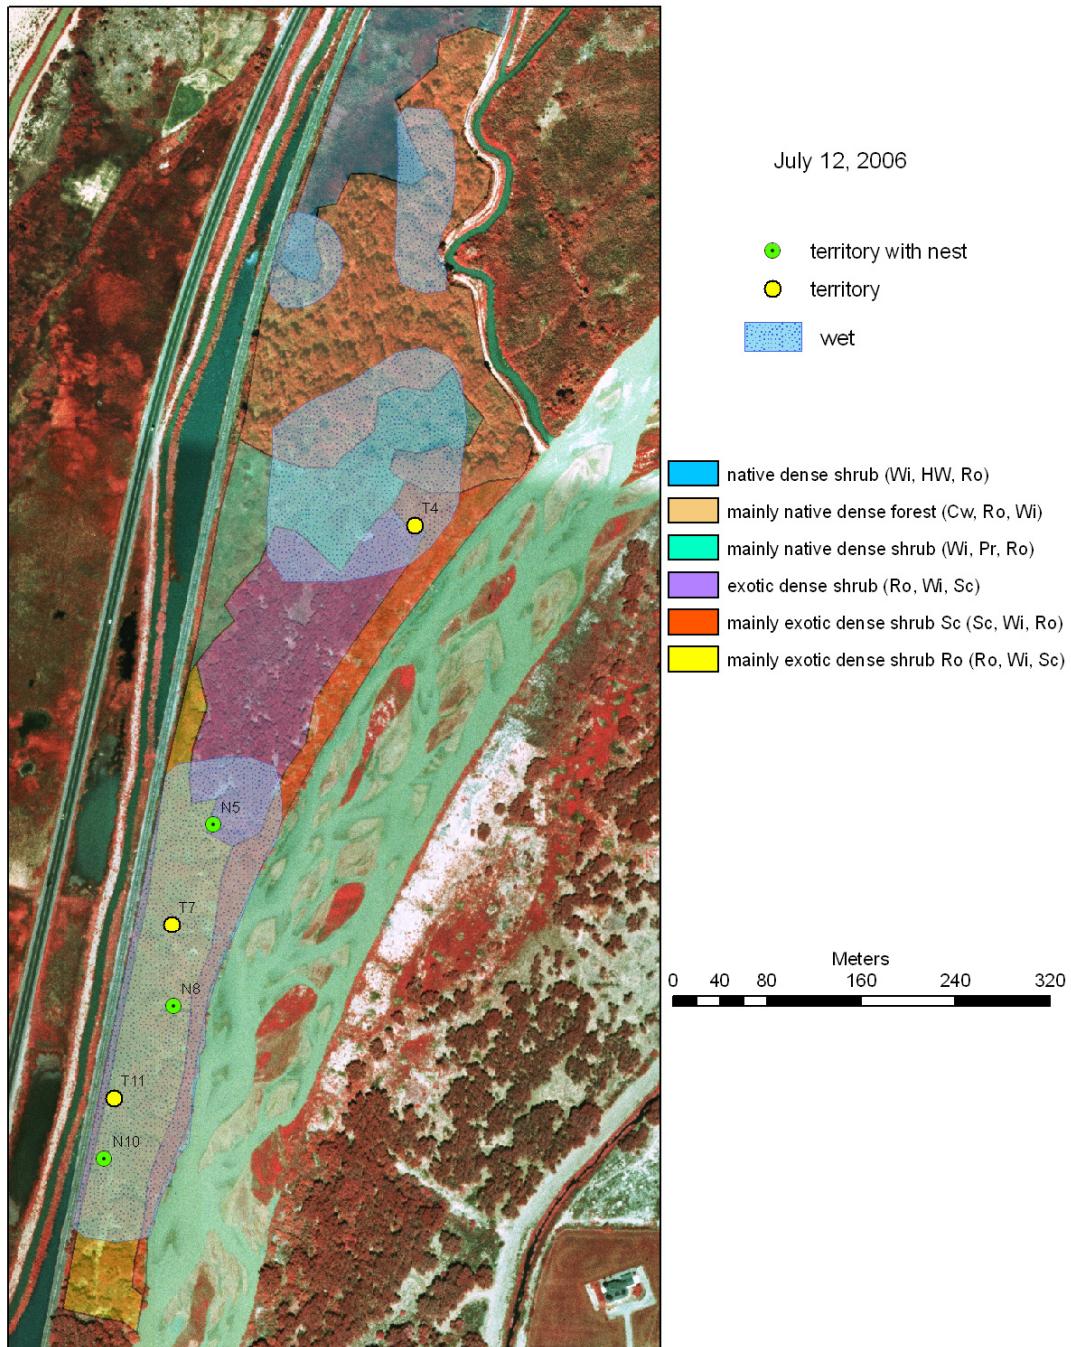 July 12, 2006
territory with nest
territory
wet
native dense shrub (Wi, HW, Ro)
mainly native dense forest (Cw, Ro, Wi)
mainly native dense shrub (Wi, Pr, Ro)
exotic dense shrub (Ro, Wi, Sc)
mainly exotic dense shrub Sc (Sc, Wi, Ro)
mainly exotic dense shrub Ro (Ro, Wi, Sc)
T4
N5
T7
N8
T11
N10
Meters
0 40 80 160 240 320